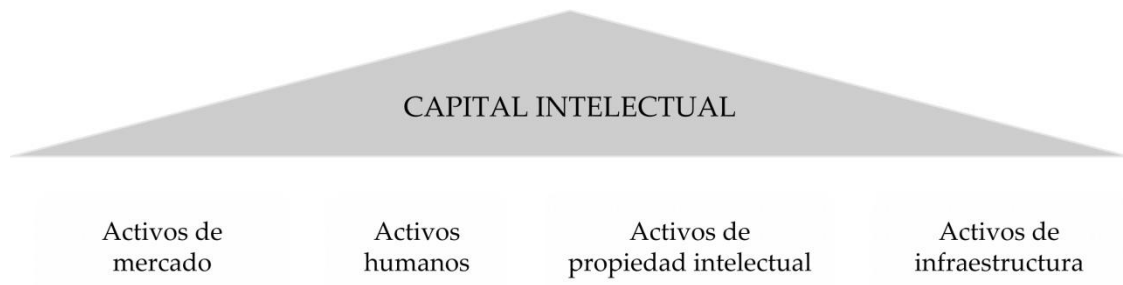 CAPITAL INTELECTUAL
Activos de
mercado
Activos
humanos
Activos de
propiedad intelectual
Activos de
infraestructura